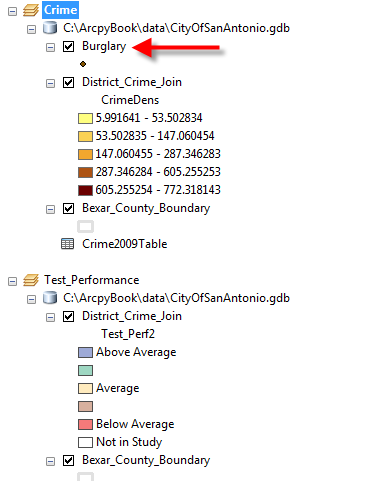 Crime
C:\ArcpyBook\data\CityOfSanAntonio.gdb
Burglary
District_Crime_Join
CrimeDens
5.991641 - 53.502834
53.502835 - 147.060454
147.060455 - 287.346283
287.346284 - 605.255253
605.255254 - 772.318143
Bexar_County_Boundary
Crime2009Table
Test_Performance
C:\ArcpyBook\data\CityOfSanAntonio.gdb
District_Crime_Join
Test_Perf2
Above Average
Average
Below Average
Not in Study
Bexar_County_Boundary